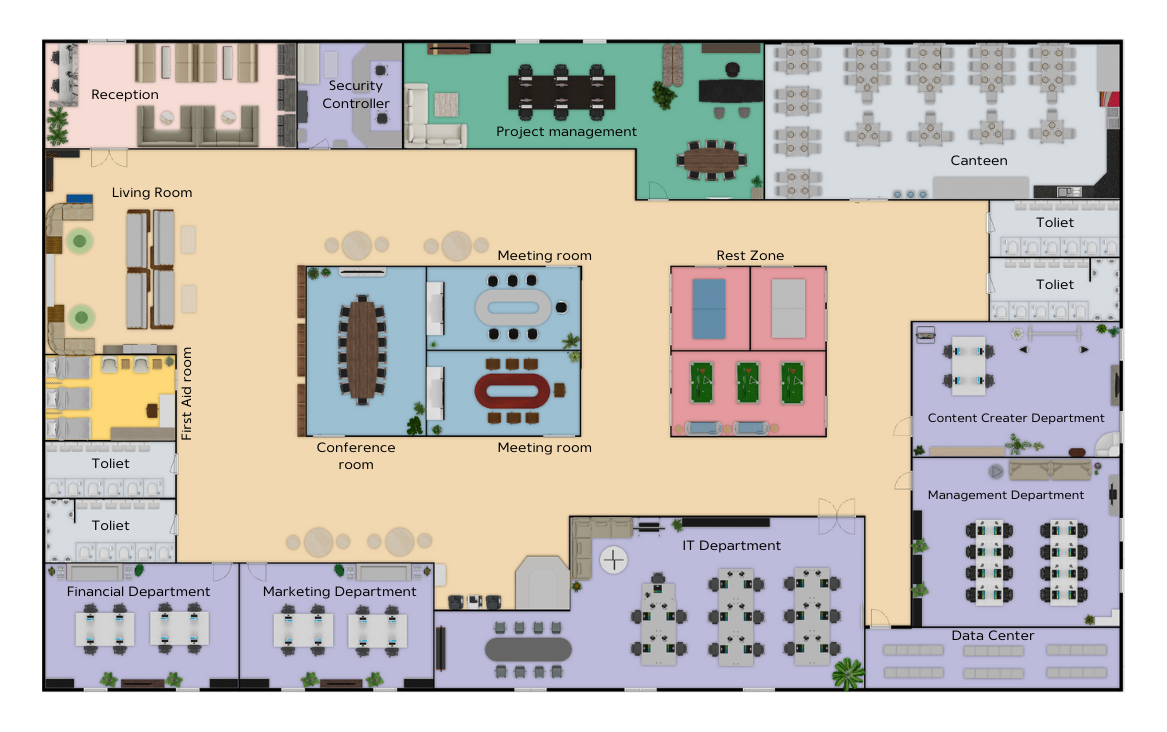 Reception
Security
Controller
Project management
Canteen
Living Room
Toliet
Meeting room
Rest Zone
Toliet
First Aid room
Content Creater Department
Conference
room
Meeting room
Toliet
Management Department
Toliet
IT Department
Financial Department
Marketing Department
Data Center